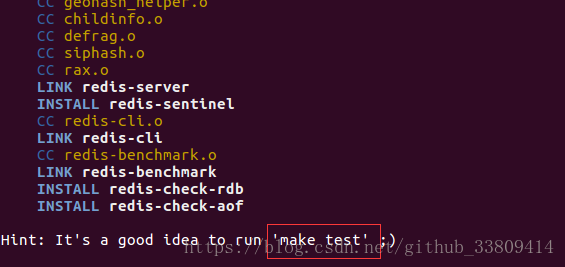 CC geohash_helper.o
CC childinfo.o
CC defrag.o
CC siphash.o
CC rax.o
LINK redis-server
INSTALL redis-sentinel
CC redis-cli.o
LINK redis-cli
CC redis-benchmark.o
LINK redis-benchmark
INSTALL redis-check-rdb
INSTALL redis-check-aof
Hint: It's a good idea to run 'make test' ;)
https://blog.csdn.net/github_33809414